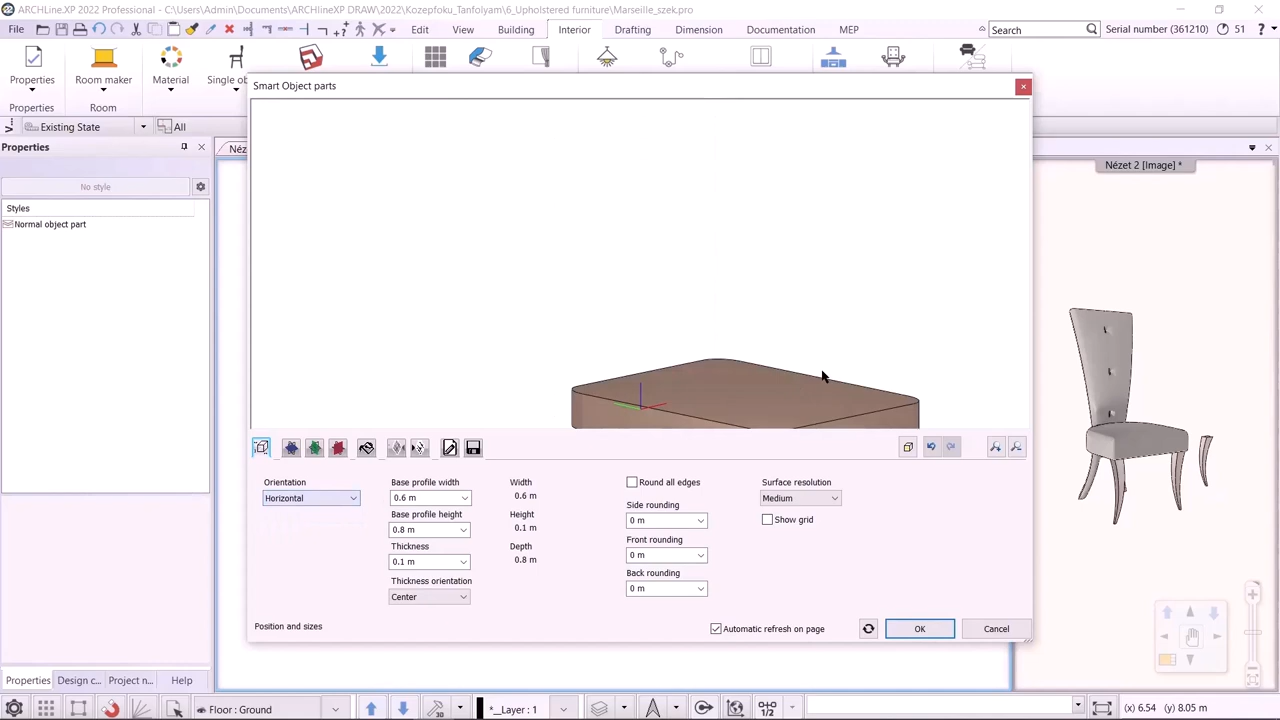 ARCHLine.XP 2022 Professional - C:\Users\Admin\Documents\ARCHlineXP DRAW\2022\Kozepfoku_Tanfolyam\6_Upholstered furniture\Marseille_szek.pro
File
Edit
View
Building
Interior
Drafting
Dimension
Documentation
MEP
Search
Serial number (361210)
51
?
Properties
Room maker
Material
Properties
Room
Existing State
All
Properties
No style
Styles
Normal object part
Nézet 2 [Image] *
Smart Object parts
Orientation
Horizontal
Base profile width
0.6 m
Base profile height
0.8 m
Thickness
0.1 m
Thickness orientation
Center
Width
0.6 m
Height
0.1 m
Depth
0.8 m
Round all edges
Side rounding
0 m
Front rounding
0 m
Back rounding
0 m
Surface resolution
Medium
Show grid
Position and sizes
Automatic refresh on page
OK
Cancel
Properties
Design c...
Project n...
Help
Floor : Ground
*__Layer : 1
(x) 6.54
(y) 8.05 m